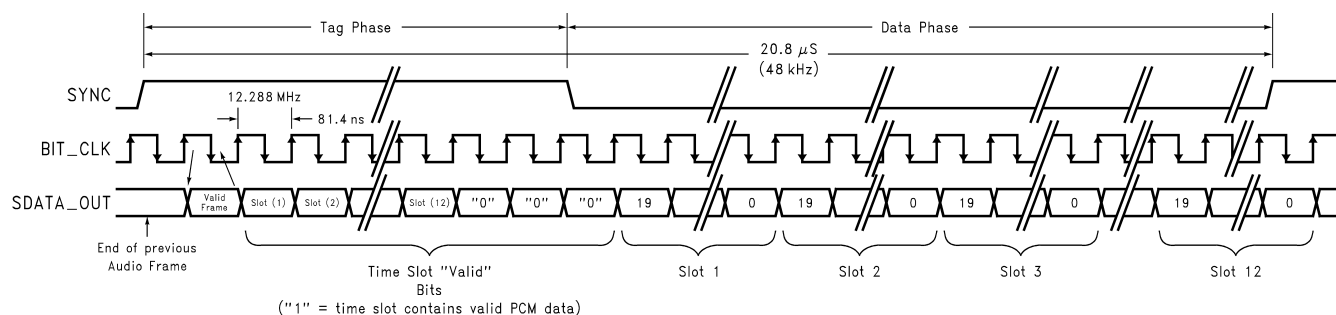 Tag Phase
Data Phase
20.8 μS
(48 kHz)
SYNC
12.288 MHz
81.4 ns
BIT_CLK
SDATA_OUT
Valid
Frame
Slot (1)
Slot (2)
Slot (12)
"0"
"0"
"0"
19
0
19
0
19
0
19
0
End of previous
Audio Frame
Time Slot "Valid"
Bits
("1" = time slot contains valid PCM data)
Slot 1
Slot 2
Slot 3
Slot 12